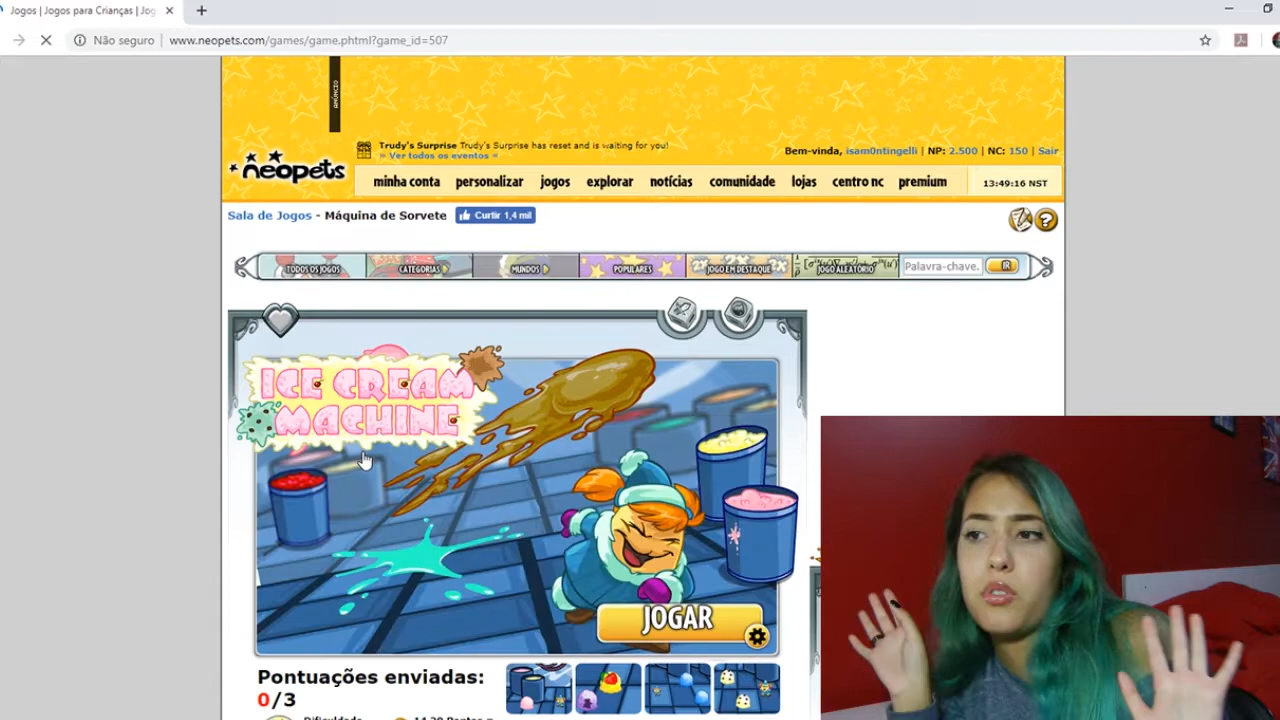 Jogos | Jogos para Crianças | Jog
Não seguro | www.neopets.com/games/game.phtml?game_id=507
ANÚNCIO
Trudy's Surprise Trudy's Surprise has reset and is waiting for you!
» Ver todos os eventos «
Bem-vinda, isam0ntingelli | NP: 2.500 | NC: 150 | Sair
neopets
minha conta personalizar jogos explorar notícias comunidade lojas centro nc premium 13:49:16 NST
Sala de Jogos - Máquina de Sorvete Curtir 1,4 mil
TODOS OS JOGOS CATEGORIAS MUNDOS POPULARES JOGO EM DESTAQUE JOGO ALEATÓRIO Palavra-chave. IR
ICE CREAM
MACHINE
JOGAR
Pontuações enviadas:
0/3
Dificuldade